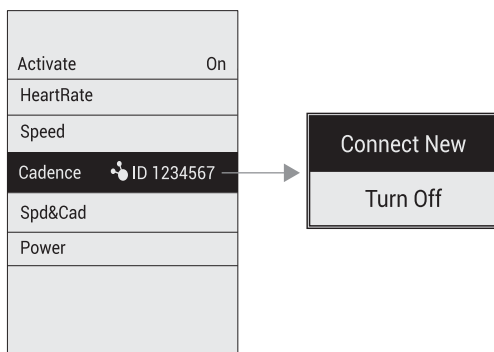 Activate On
HeartRate
Speed
Cadence ID 1234567
Spd&Cad
Power
Connect New
Turn Off